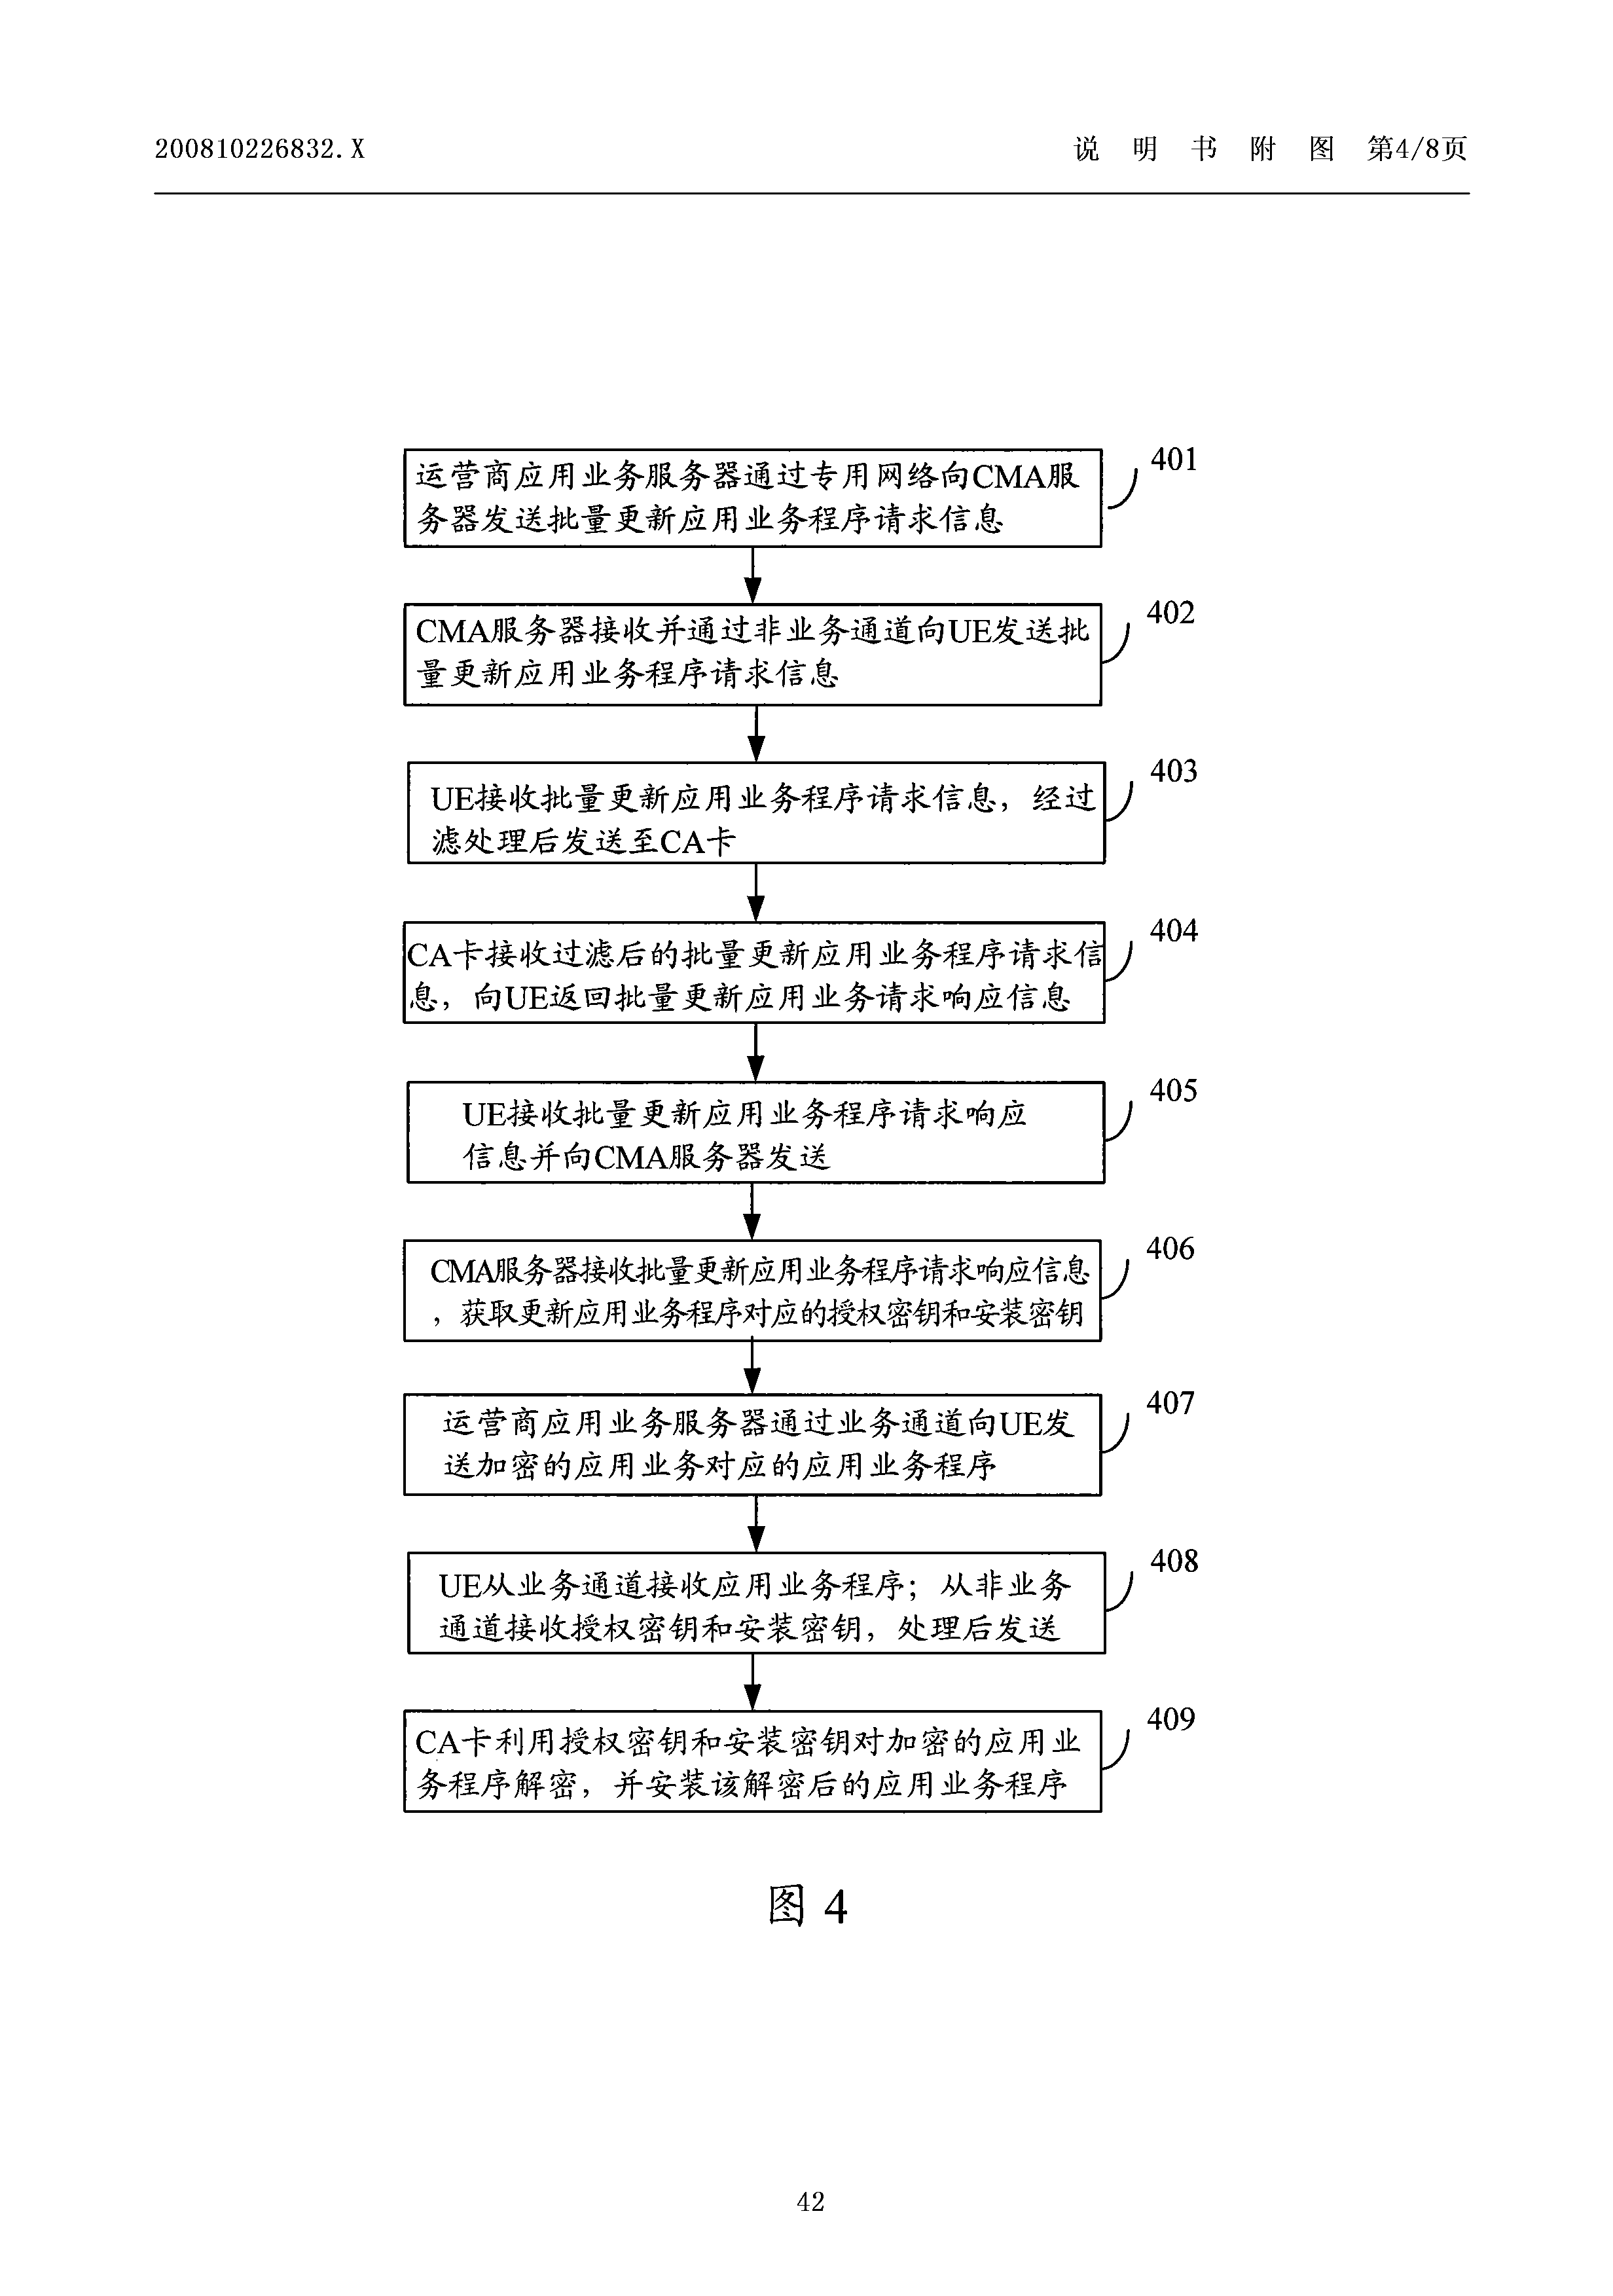 200810226832.X
说 明 书 附 图 第4/8页
运营商应用业务服务器通过专用网络向CMA服
务器发送批量更新应用业务程序请求信息
401
CMA服务器接收并通过非业务通道向UE发送批
量更新应用业务程序请求信息
402
UE接收批量更新应用业务程序请求信息，经过
滤处理后发送至CA卡
403
CA卡接收过滤后的批量更新应用业务程序请求信
息，向UE返回批量更新应用业务请求响应信息
404
UE接收批量更新应用业务程序请求响应
信息并向CMA服务器发送
405
CMA服务器接收批量更新应用业务程序请求响应信息
，获取更新应用业务程序对应的授权密钥和安装密钥
406
运营商应用业务服务器通过业务通道向UE发
送加密的应用业务对应的应用业务程序
407
UE从业务通道接收应用业务程序；从非业务
通道接收授权密钥和安装密钥，处理后发送
408
CA卡利用授权密钥和安装密钥对加密的应用业
务程序解密，并安装该解密后的应用业务程序
409
图 4
42